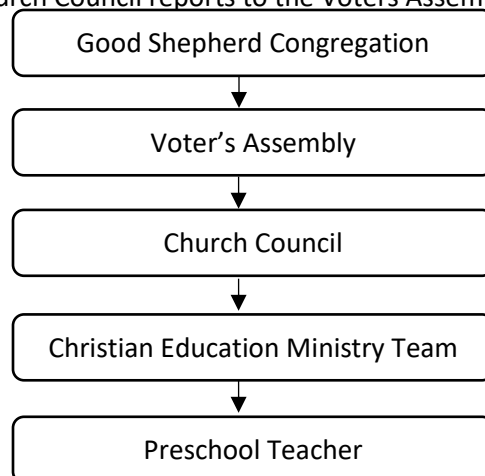 Church Council reports to the Voters Assem
Good Shepherd Congregation
Voter’s Assembly
Church Council
Christian Education Ministry Team
Preschool Teacher